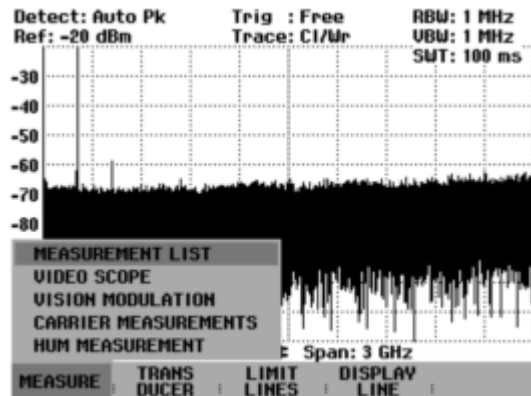 Detect: Auto Pk Trig : Free RBW: 1 MHz
Ref: -20 dBm Trace: Cl/Wr VBW: 1 MHz
SWT: 100 ms
-30
-40
-50
-60
-70
-80
MEASUREMENT LIST
VIDEO SCOPE
VISION MODULATION
CARRIER MEASUREMENTS
HUM MEASUREMENT
Span: 3 GHz
MEASURE TRANS DUCER LIMIT LINES DISPLAY LINE